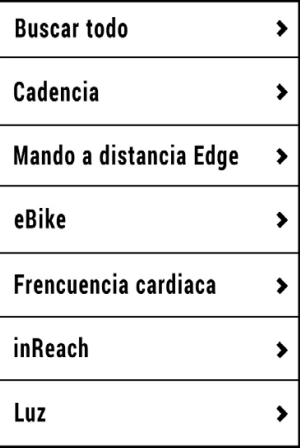 Buscar todo
Cadencia
Mando a distancia Edge
eBike
Frencuencia cardiaca
inReach
Luz